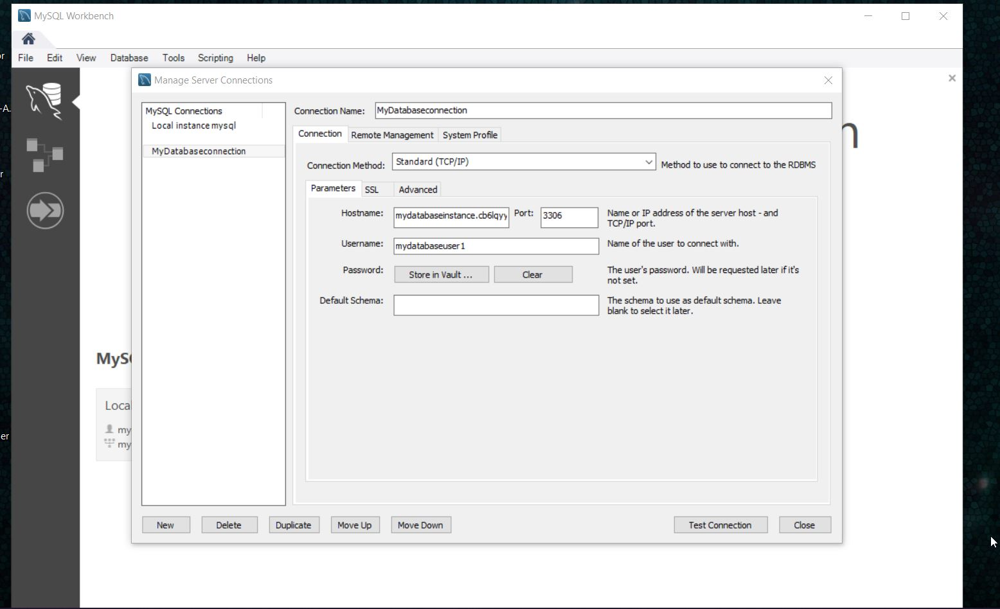 MySQL Workbench
File Edit View Database Tools Scripting Help
Manage Server Connections
MySQL Connections
Local instance mysql
MyDatabaseconnection
Connection Name: MyDatabaseconnection
Connection Remote Management System Profile
Connection Method: Standard (TCP/IP) Method to use to connect to the RDBMS
Parameters SSL Advanced
Hostname: mydatabaseinstance.cb6lqyy Port: 3306 Name or IP address of the server host - and
TCP/IP port.
Username: mydatabaseuser1 Name of the user to connect with.
Password: Store in Vault ... Clear The user's password. Will be requested later if it's
not set.
Default Schema: The schema to use as default schema. Leave
blank to select it later.
New Delete Duplicate Move Up Move Down Test Connection Close
MyS
Loca
my
my
n
or
-A.
r
er